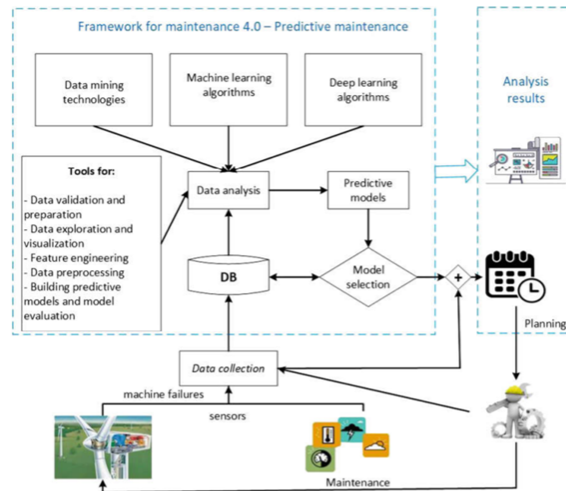 Framework for maintenance 4.0 – Predictive maintenance
Data mining
technologies
Machine learning
algorithms
Deep learning
algorithms
Analysis
results
Tools for:
- Data validation and
preparation
- Data exploration and
visualization
- Feature engineering
- Data preprocessing
- Building predictive
models and model
evaluation
Data analysis
Predictive
models
DB
Model
selection
+
Planning
Data collection
machine failures
sensors
Maintenance